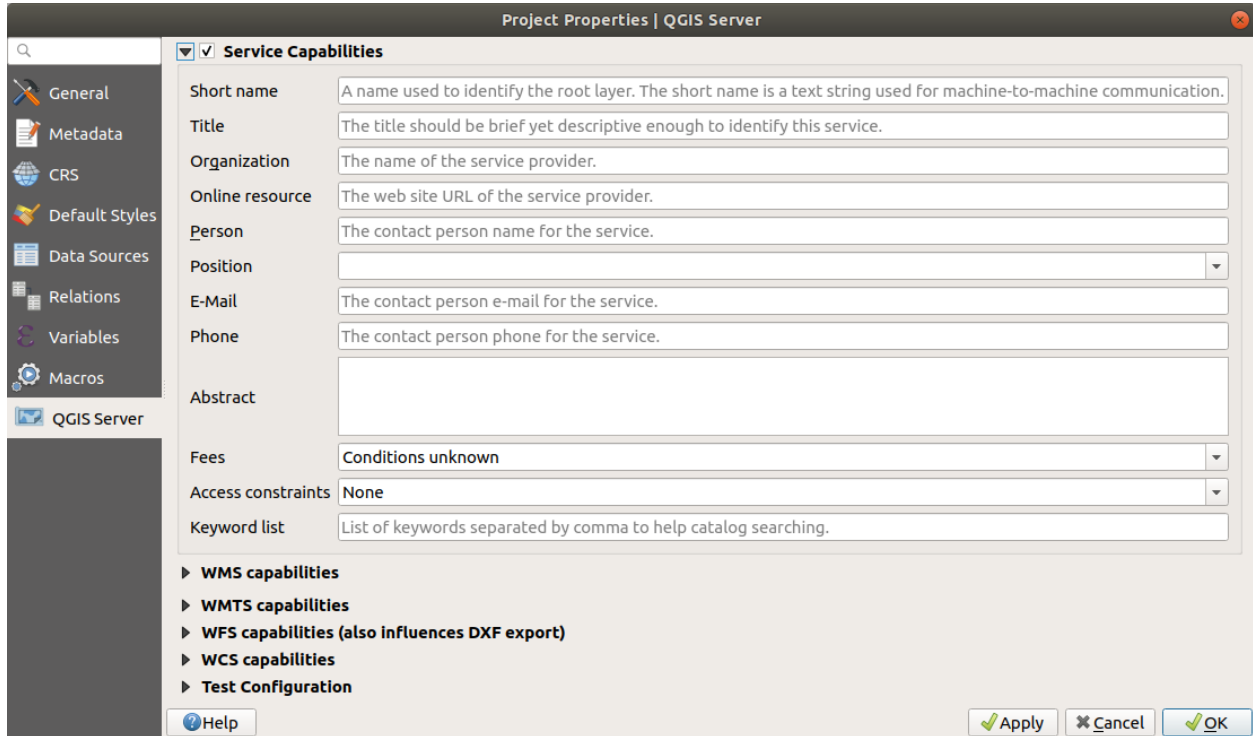 Project Properties | QGIS Server
Service Capabilities
General
Metadata
CRS
Default Styles
Data Sources
Relations
Variables
Macros
QGIS Server
Short name A name used to identify the root layer. The short name is a text string used for machine-to-machine communication.
Title The title should be brief yet descriptive enough to identify this service.
Organization The name of the service provider.
Online resource The web site URL of the service provider.
Person The contact person name for the service.
Position
E-Mail The contact person e-mail for the service.
Phone The contact person phone for the service.
Abstract
Fees Conditions unknown
Access constraints None
Keyword list List of keywords separated by comma to help catalog searching.
WMS capabilities
WMTS capabilities
WFS capabilities (also influences DXF export)
WCS capabilities
Test Configuration
Help Apply Cancel OK